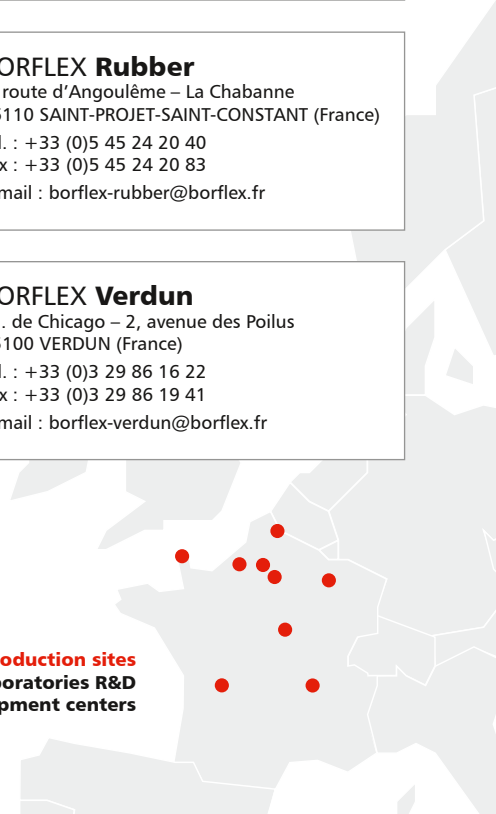 ORFLEX Rubber
route d'Angoulême – La Chabanne
5110 SAINT-PROJET-SAINT-CONSTANT (France)
l. : +33 (0)5 45 24 20 40
x : +33 (0)5 45 24 20 83
mail : borflex-rubber@borflex.fr
ORFLEX Verdun
. de Chicago – 2, avenue des Poilus
5100 VERDUN (France)
l. : +33 (0)3 29 86 16 22
x : +33 (0)3 29 86 19 41
mail : borflex-verdun@borflex.fr
oduction sites
boratories R&D
pment centers